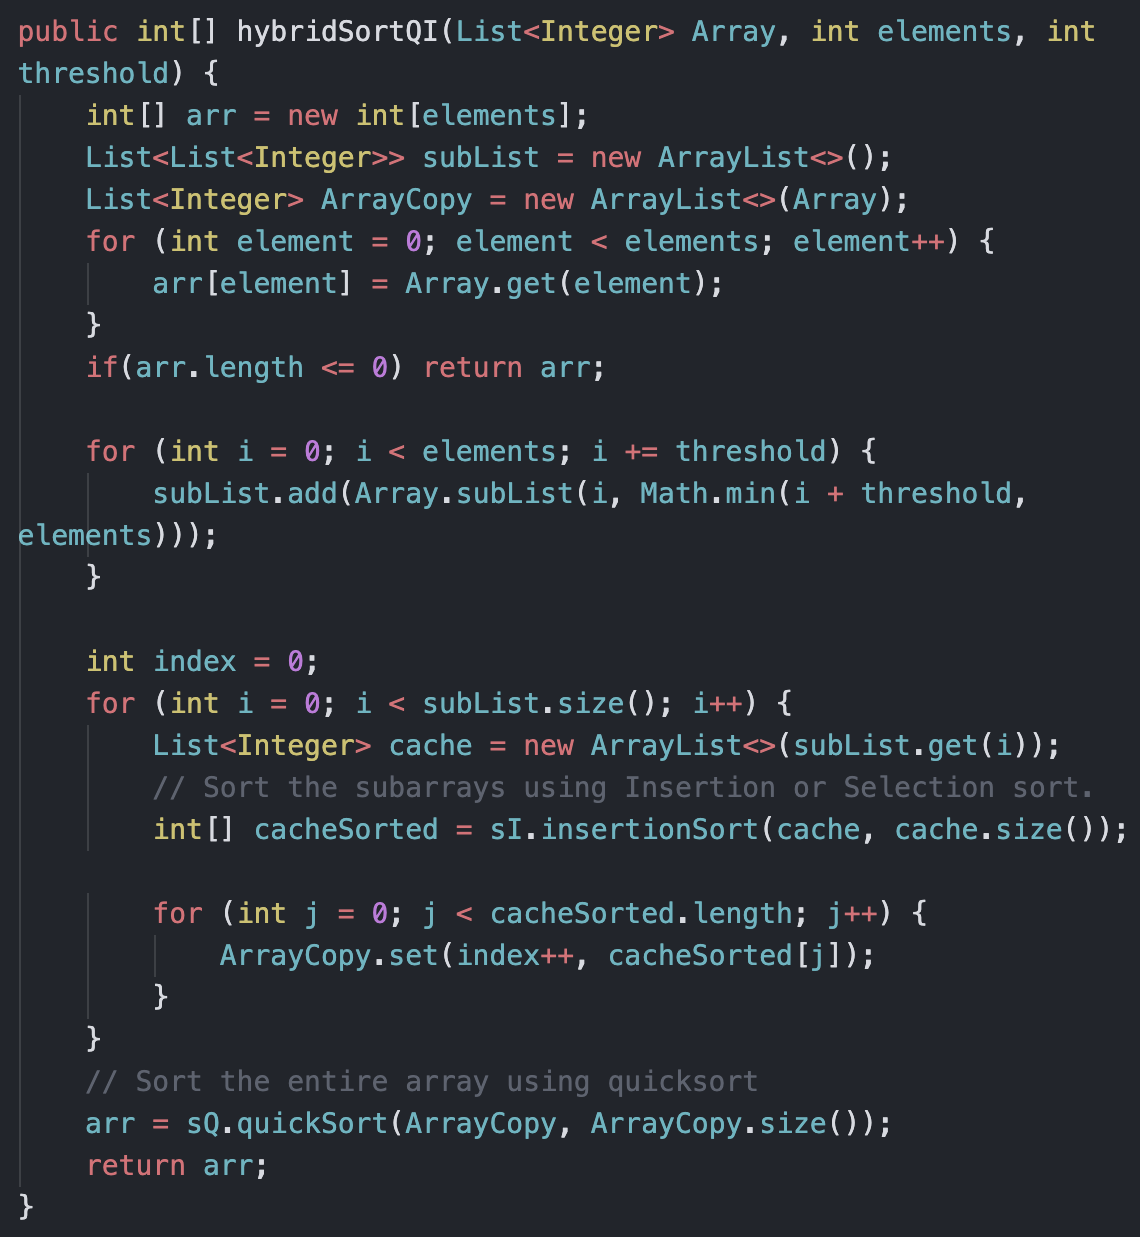 public int[] hybridSortQI(List<Integer> Array, int elements, int
threshold) {
    int[] arr = new int[elements];
    List<List<Integer>> subList = new ArrayList<>();
    List<Integer> ArrayCopy = new ArrayList<>(Array);
    for (int element = 0; element < elements; element++) {
        arr[element] = Array.get(element);
    }
    if(arr.length <= 0) return arr;

    for (int i = 0; i < elements; i += threshold) {
        subList.add(Array.subList(i, Math.min(i + threshold,
elements)));
    }

    int index = 0;
    for (int i = 0; i < subList.size(); i++) {
        List<Integer> cache = new ArrayList<>(subList.get(i));
        // Sort the subarrays using Insertion or Selection sort.
        int[] cacheSorted = sI.insertionSort(cache, cache.size());

        for (int j = 0; j < cacheSorted.length; j++) {
            ArrayCopy.set(index++, cacheSorted[j]);
        }
    }
    // Sort the entire array using quicksort
    arr = sQ.quickSort(ArrayCopy, ArrayCopy.size());
    return arr;
}